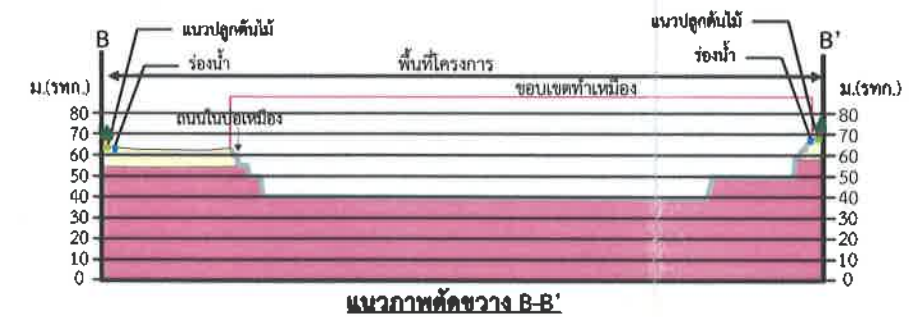 แนวปลูกต้นไม้
แนวปลูกต้นไม้
B
B'
ร่องน้ำ
พื้นที่โครงการ
ร่องน้ำ
ม.(รทก.)
ขอบเขตทำเหมือง
ม.(รทก.)
80
ถนนในบ่อเหมือง
80
70
70
60
60
50
50
40
40
30
30
20
20
10
10
0
0
แนวภาพตัดขวาง B-B'